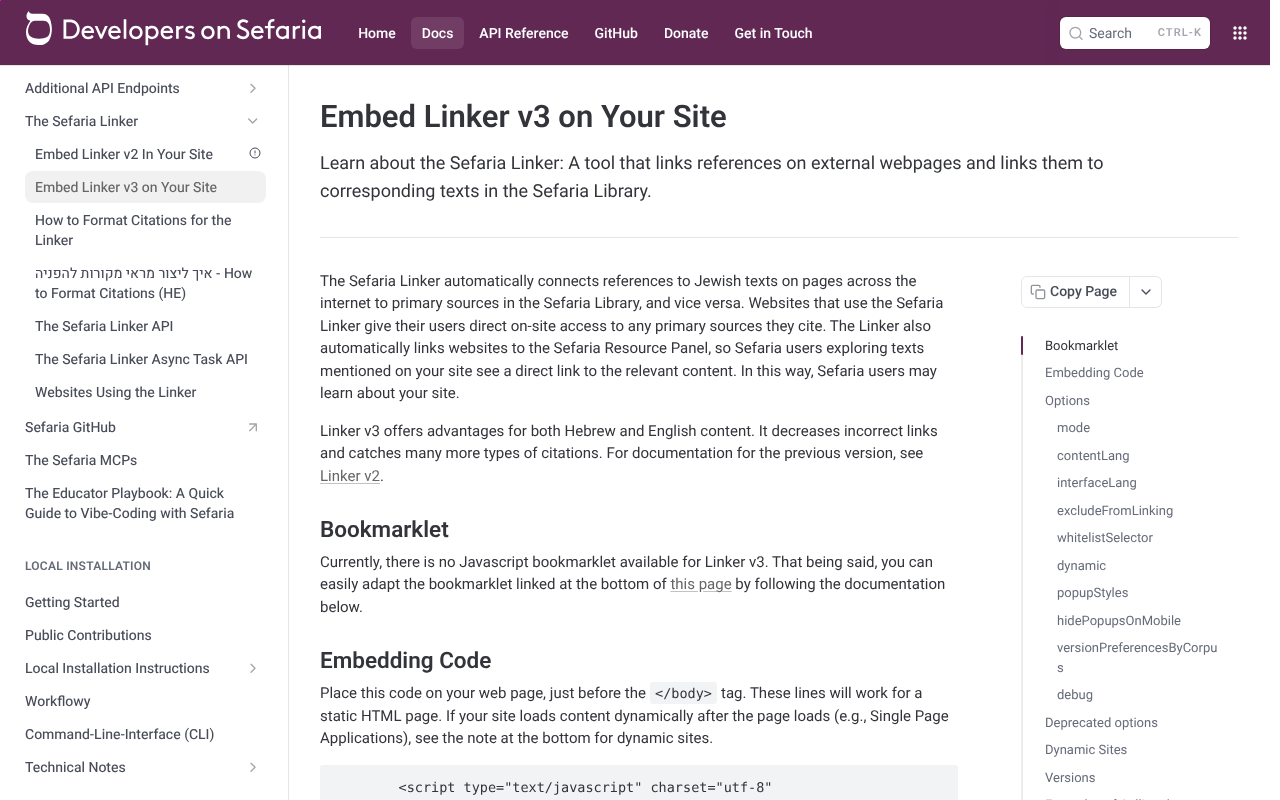 Developers on Sefaria
Home
Docs
API Reference
GitHub
Donate
Get in Touch
Search
CTRL-K
Additional API Endpoints
The Sefaria Linker
Embed Linker v2 In Your Site
Embed Linker v3 on Your Site
How to Format Citations for the
Linker
איך ליצור מראי מקורות להפניה - How
to Format Citations (HE)
The Sefaria Linker API
The Sefaria Linker Async Task API
Websites Using the Linker
Sefaria GitHub
The Sefaria MCPs
The Educator Playbook: A Quick
Guide to Vibe-Coding with Sefaria
LOCAL INSTALLATION
Getting Started
Public Contributions
Local Installation Instructions
Workflowy
Command-Line-Interface (CLI)
Technical Notes
Embed Linker v3 on Your Site
Learn about the Sefaria Linker: A tool that links references on external webpages and links them to
corresponding texts in the Sefaria Library.
The Sefaria Linker automatically connects references to Jewish texts on pages across the
internet to primary sources in the Sefaria Library, and vice versa. Websites that use the Sefaria
Linker give their users direct on-site access to any primary sources they cite. The Linker also
automatically links websites to the Sefaria Resource Panel, so Sefaria users exploring texts
mentioned on your site see a direct link to the relevant content. In this way, Sefaria users may
learn about your site.
Linker v3 offers advantages for both Hebrew and English content. It decreases incorrect links
and catches many more types of citations. For documentation for the previous version, see
Linker v2.
Bookmarklet
Currently, there is no Javascript bookmarklet available for Linker v3. That being said, you can
easily adapt the bookmarklet linked at the bottom of this page by following the documentation
below.
Embedding Code
Place this code on your web page, just before the </body> tag. These lines will work for a
static HTML page. If your site loads content dynamically after the page loads (e.g., Single Page
Applications), see the note at the bottom for dynamic sites.
<script type="text/javascript" charset="utf-8"
Copy Page
Bookmarklet
Embedding Code
Options
mode
contentLang
interfaceLang
excludeFromLinking
whitelistSelector
dynamic
popupStyles
hidePopupsOnMobile
versionPreferencesByCorpu
s
debug
Deprecated options
Dynamic Sites
Versions